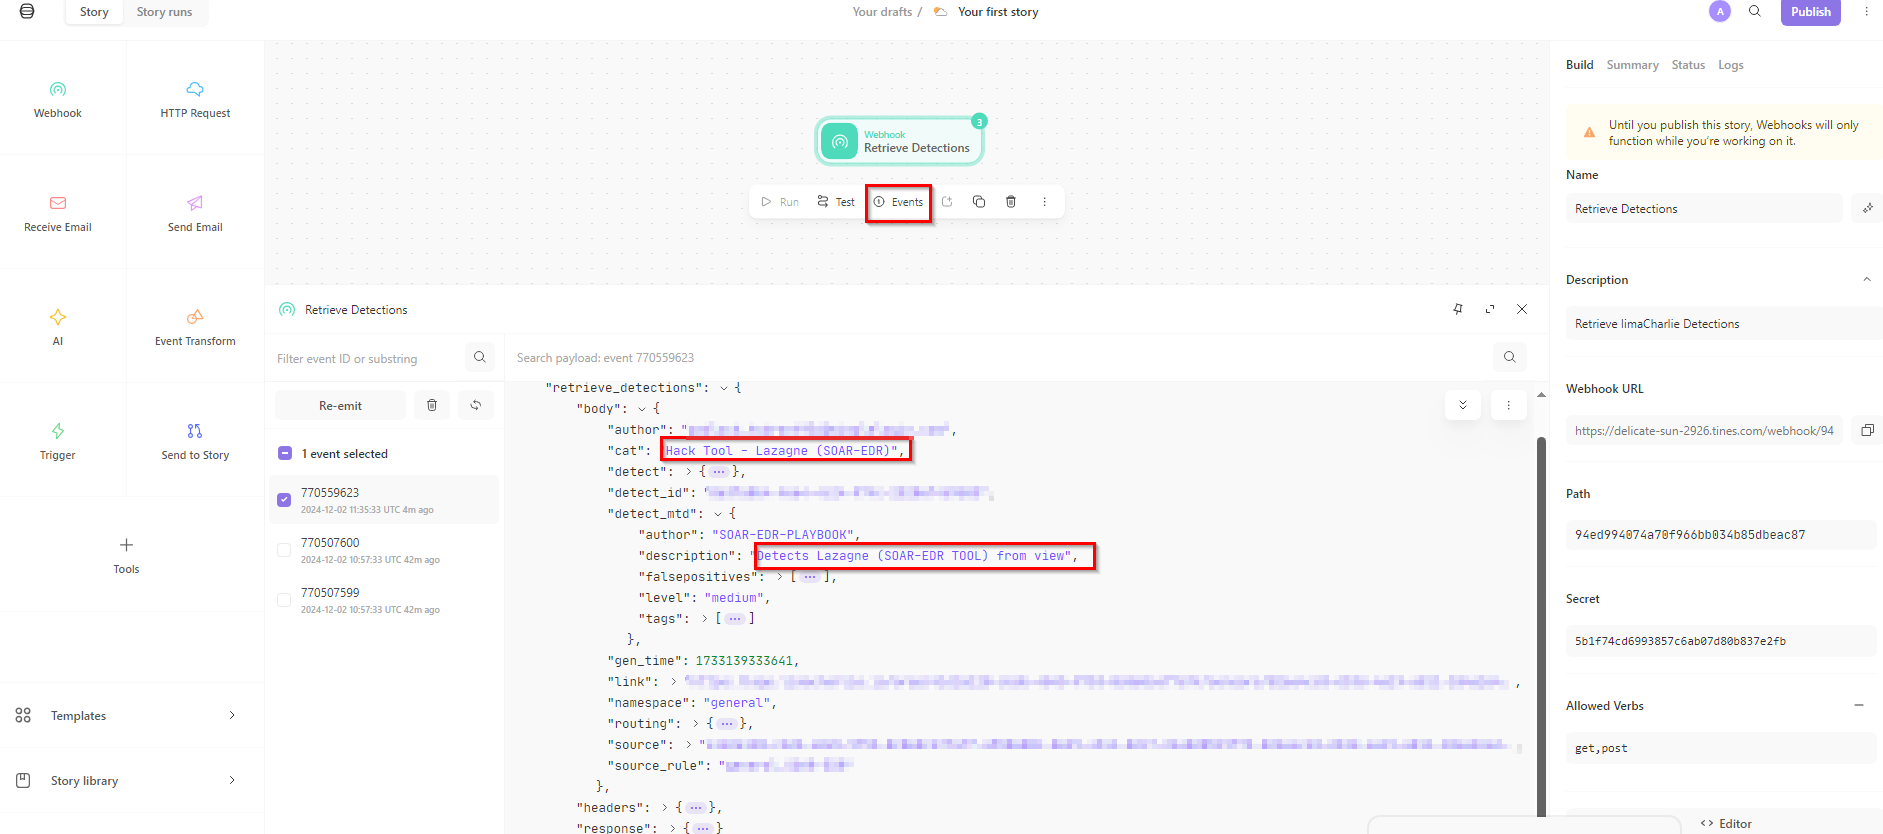 Story
Story runs
Your drafts /
Your first story
A
Publish
Webhook
HTTP Request
Receive Email
Send Email
AI
Event Transform
Trigger
Send to Story
Tools
Templates
Story library
3
Webhook
Retrieve Detections
Run
Test
Events
Retrieve Detections
Filter event ID or substring
Search payload: event 770559623
Re-emit
1 event selected
770559623
2024-12-02 11:35:33 UTC 4m ago
770507600
2024-12-02 10:57:33 UTC 42m ago
770507599
2024-12-02 10:57:33 UTC 42m ago
"retrieve_detections": {
"body": {
"author": "
",
"cat": "Hack Tool - Lazagne (SOAR-EDR)",
"detect": > { ... },
"detect_id": "
"detect_mtd": {
"author": "SOAR-EDR-PLAYBOOK",
"description": "Detects Lazagne (SOAR-EDR TOOL) from view",
"falsepositives": > [ ... ],
"level": "medium",
"tags": > [ ... ]
},
"gen_time": 1733139333641,
"link": > "
,
"namespace": "general",
"routing": > { ... },
"source": > "
"source_rule": "
},
"headers": > { ... },
"response": > { ... }
Build
Summary
Status
Logs
Until you publish this story, Webhooks will only
function while you're working on it.
Name
Retrieve Detections
Description
Retrieve limaCharlie Detections
Webhook URL
https://delicate-sun-2926.tines.com/webhook/94
Path
94ed994074a70f966bb034b85dbeac87
Secret
5b1f74cd6993857c6ab07d80b837e2fb
Allowed Verbs
get,post
<> Editor